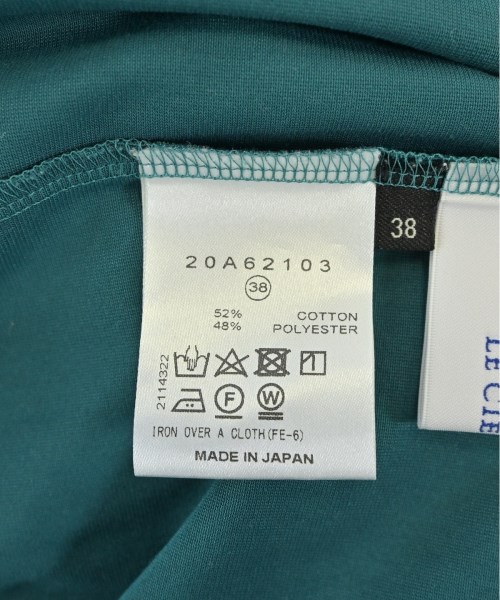 20A62103
38
52% COTTON
48% POLYESTER
2114322
F W
IRON OVER A CLOTH(FE-6)
MADE IN JAPAN
38
LE CIE